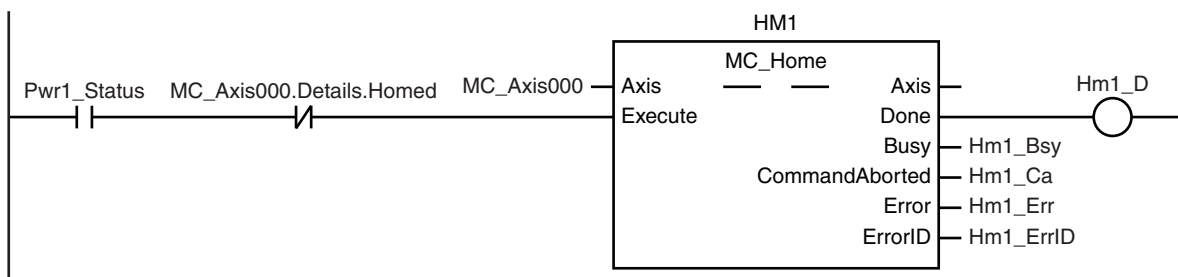 HM1
MC_Home
Pwr1_Status MC_Axis000.Details.Homed MC_Axis000 Axis Axis Hm1_D
Execute Done
Busy Hm1_Bsy
CommandAborted Hm1_Ca
Error Hm1_Err
ErrorID Hm1_ErrID